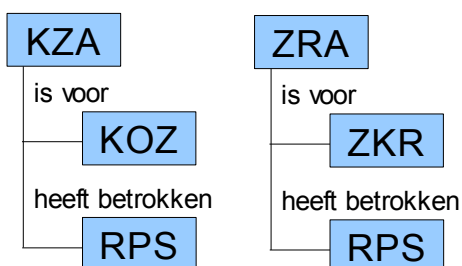 KZA
is voor
KOZ
heeft betrokken
RPS
ZRA
is voor
ZKR
heeft betrokken
RPS